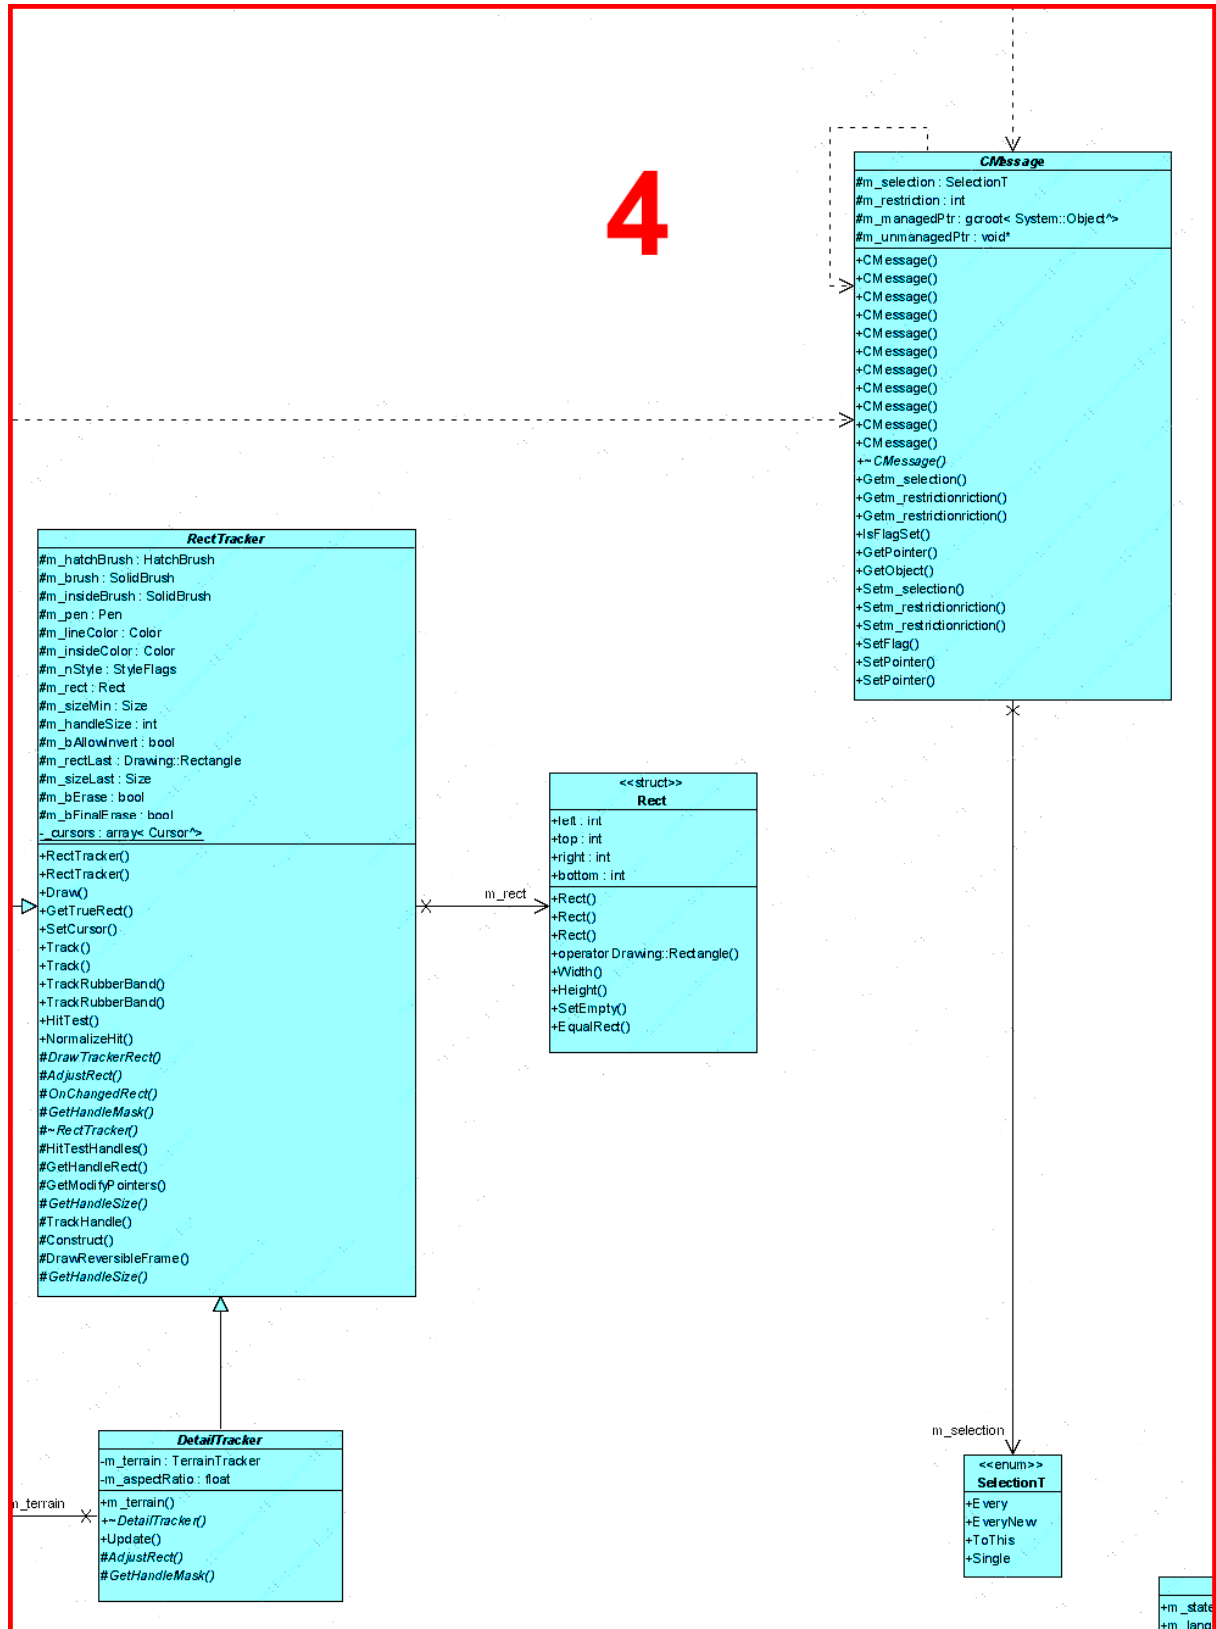 4
CMessage
#m_selection : SelectionT
#m_restriction : int
#m_managedPtr : gcroot< System::Object^>
#m_unmanagedPtr : void*
+CMessage()
+CMessage()
+CMessage()
+CMessage()
+CMessage()
+CMessage()
+CMessage()
+CMessage()
+CMessage()
+CMessage()
+CMessage()
+~CMessage()
+Getm_selection()
+Getm_restrictionriction()
+Getm_restrictionriction()
+IsFlagSet()
+GetPointer()
+GetObject()
+Setm_selection()
+Setm_restrictionriction()
+Setm_restrictionriction()
+SetFlag()
+SetPointer()
+SetPointer()
RectTracker
#m_hatchBrush : HatchBrush
#m_brush : SolidBrush
#m_insideBrush : SolidBrush
#m_pen : Pen
#m_lineColor : Color
#m_insideColor : Color
#m_nStyle : StyleFlags
#m_rect : Rect
#m_sizeMin : Size
#m_handleSize : int
#m_bAllowInvert : bool
#m_rectLast : Drawing::Rectangle
#m_sizeLast : Size
#m_bErase : bool
#m_bFinalErase : bool
-_cursors : array< Cursor^>
+RectTracker()
+RectTracker()
+Draw()
+GetTrueRect()
+SetCursor()
+Track()
+Track()
+TrackRubberBand()
+TrackRubberBand()
+HitTest()
+NormalizeHit()
#DrawTrackerRect()
#AdjustRect()
#OnChangedRect()
#GetHandleMask()
#~RectTracker()
#HitTestHandles()
#GetHandleRect()
#GetModifyPointers()
#GetHandleSize()
#TrackHandle()
#Construct()
#DrawReversibleFrame()
#GetHandleSize()
m_rect
<<struct>>
Rect
+left : int
+top : int
+right : int
+bottom : int
+Rect()
+Rect()
+Rect()
+operator Drawing::Rectangle()
+Width()
+Height()
+SetEmpty()
+EqualRect()
DetailTracker
-m_terrain : TerrainTracker
-m_aspectRatio : float
+m_terrain()
+~DetailTracker()
+Update()
#AdjustRect()
#GetHandleMask()
m_terrain
m_selection
<<enum>>
SelectionT
+Every
+EveryNew
+ToThis
+Single
+m_state
+m_lang